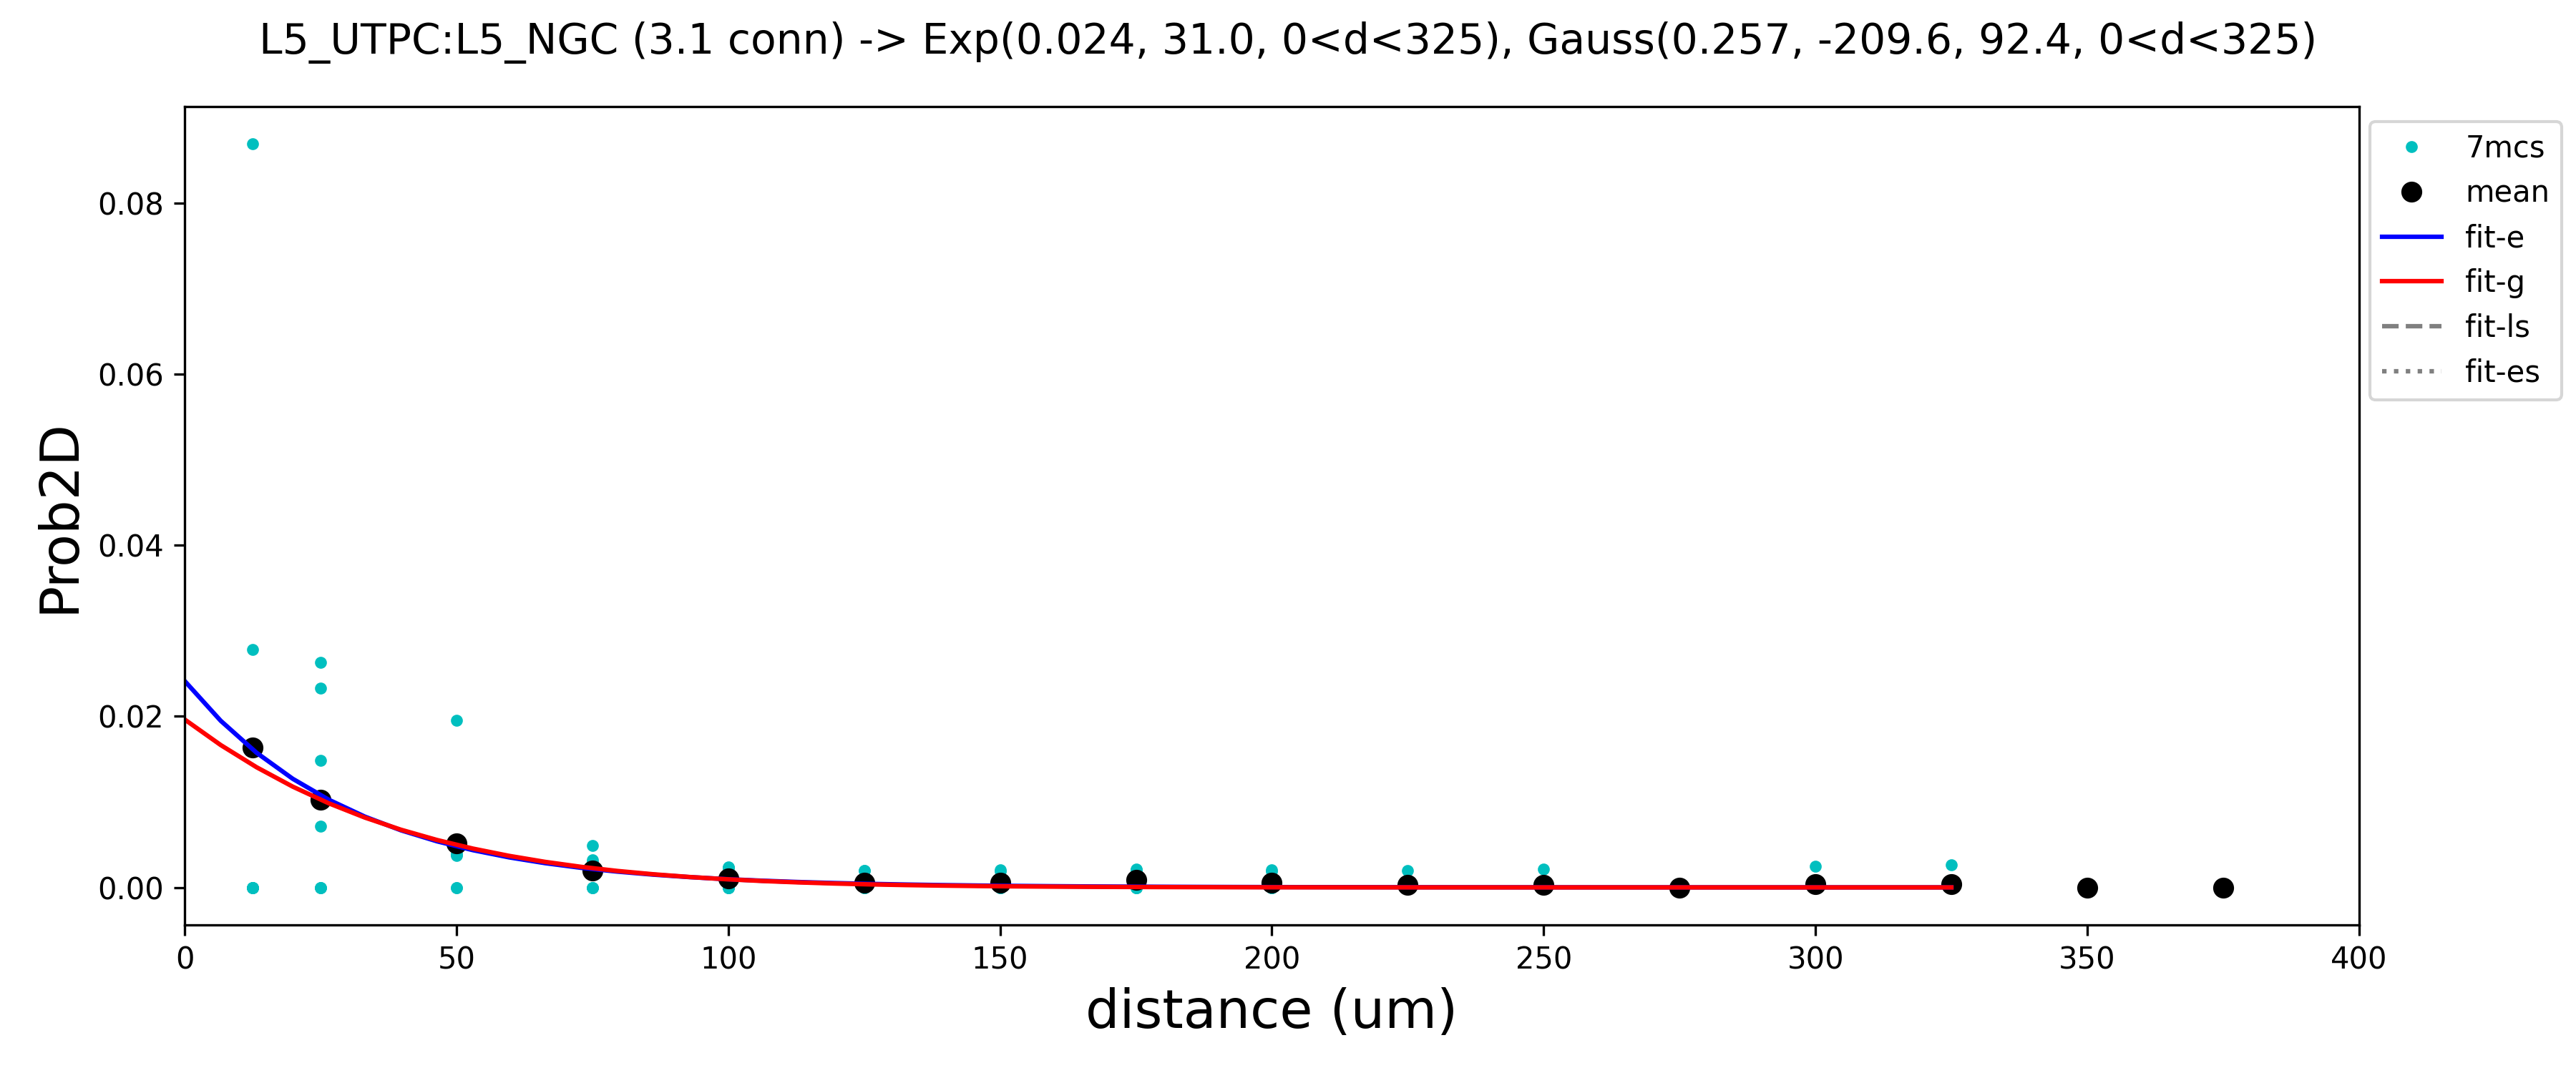 L5_UTPC:L5_NGC (3.1 conn) -> Exp(0.024, 31.0, 0<d<325), Gauss(0.257, -209.6, 92.4, 0<d<325)
7mcs
mean
fit-e
fit-g
fit-ls
fit-es
Prob2D
0.08
0.06
0.04
0.02
0.00
0 50 100 150 200 250 300 350 400
distance (um)